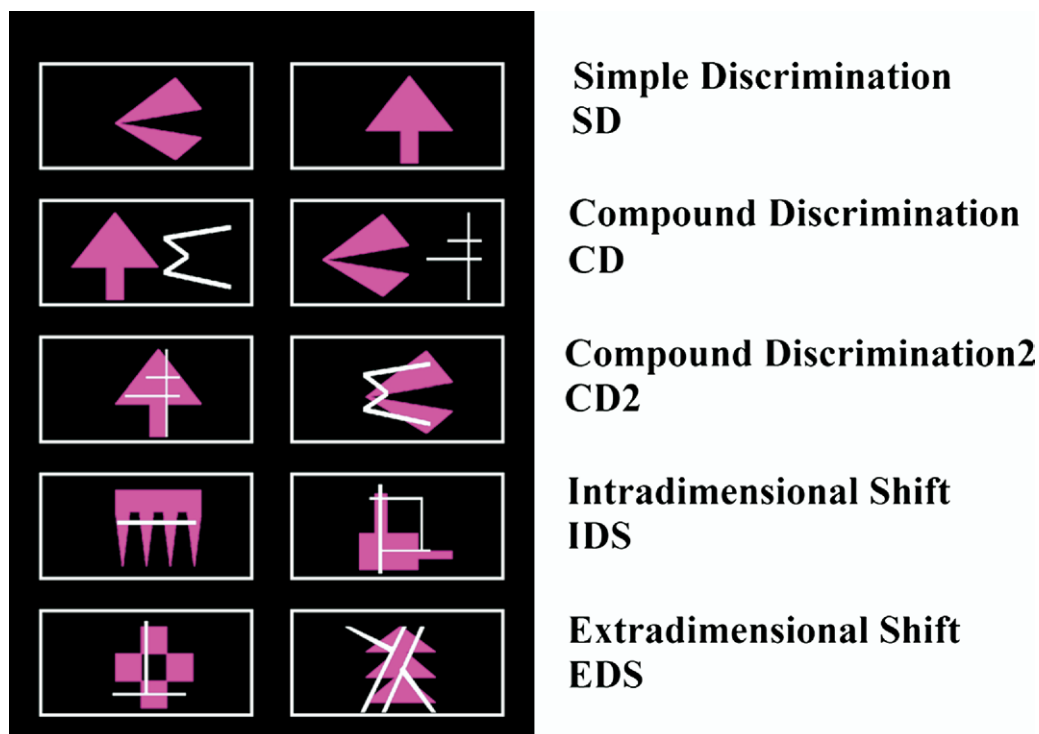 Simple Discrimination
SD
Compound Discrimination
CD
Compound Discrimination2
CD2
Intradimensional Shift
IDS
Extradimensional Shift
EDS